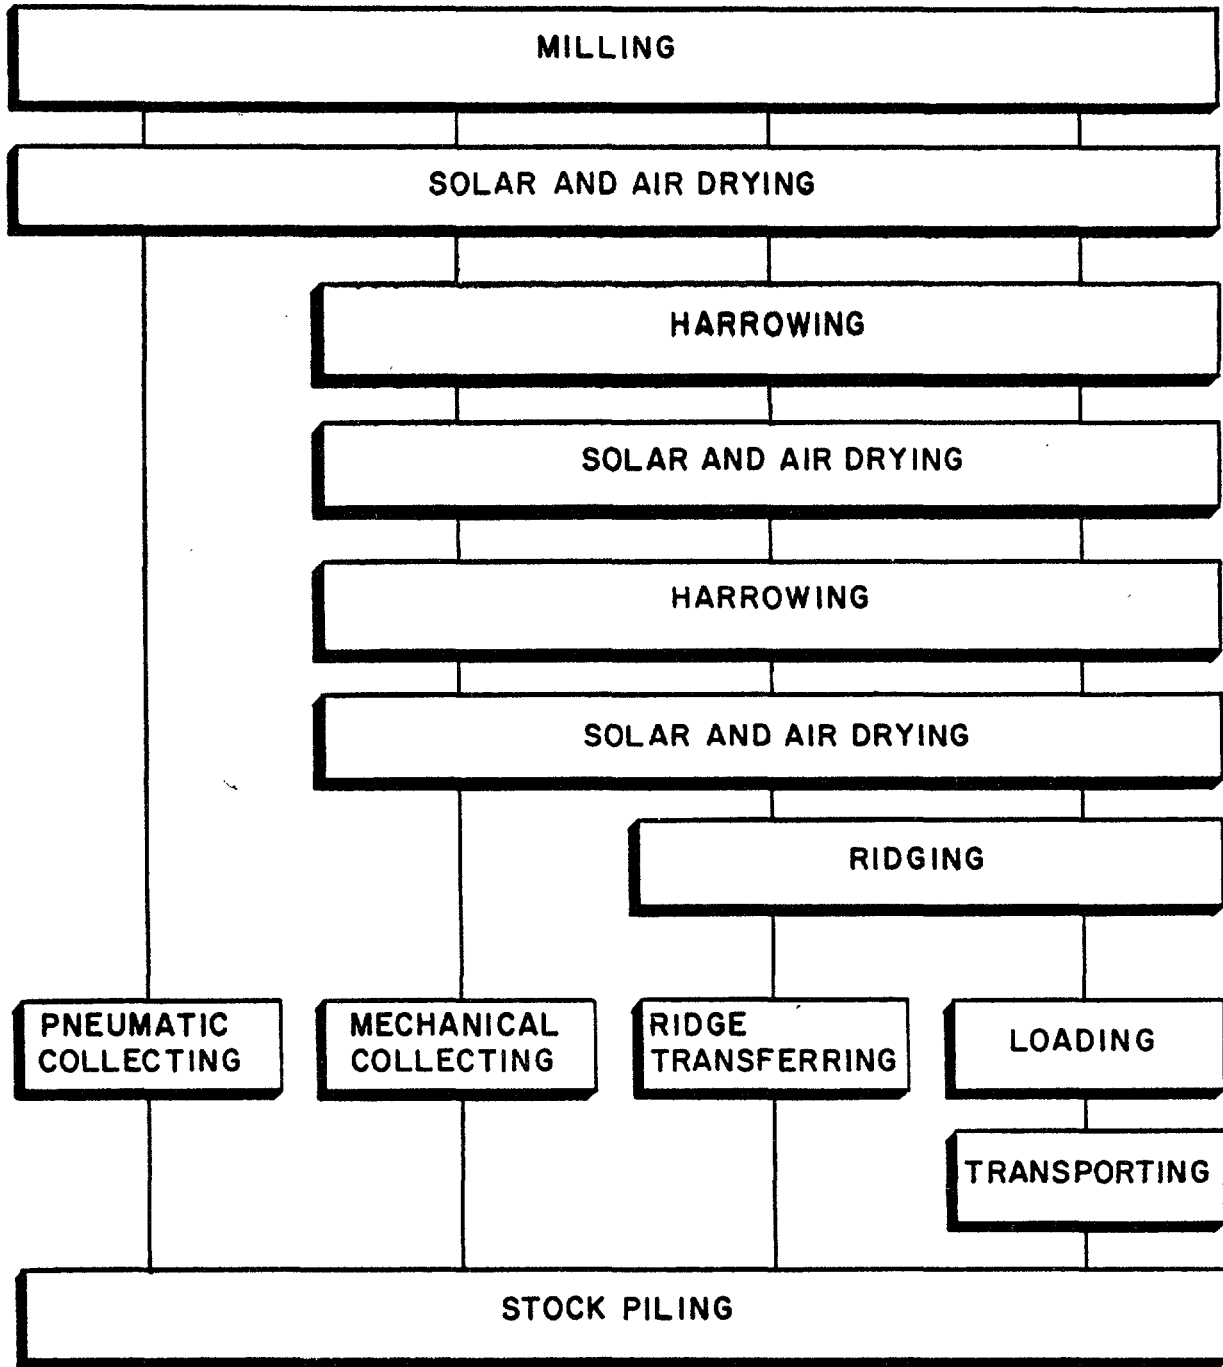 MILLING
SOLAR AND AIR DRYING
HARROWING
SOLAR AND AIR DRYING
HARROWING
SOLAR AND AIR DRYING
RIDGING
PNEUMATIC
COLLECTING
MECHANICAL
COLLECTING
RIDGE
TRANSFERRING
LOADING
TRANSPORTING
STOCK PILING